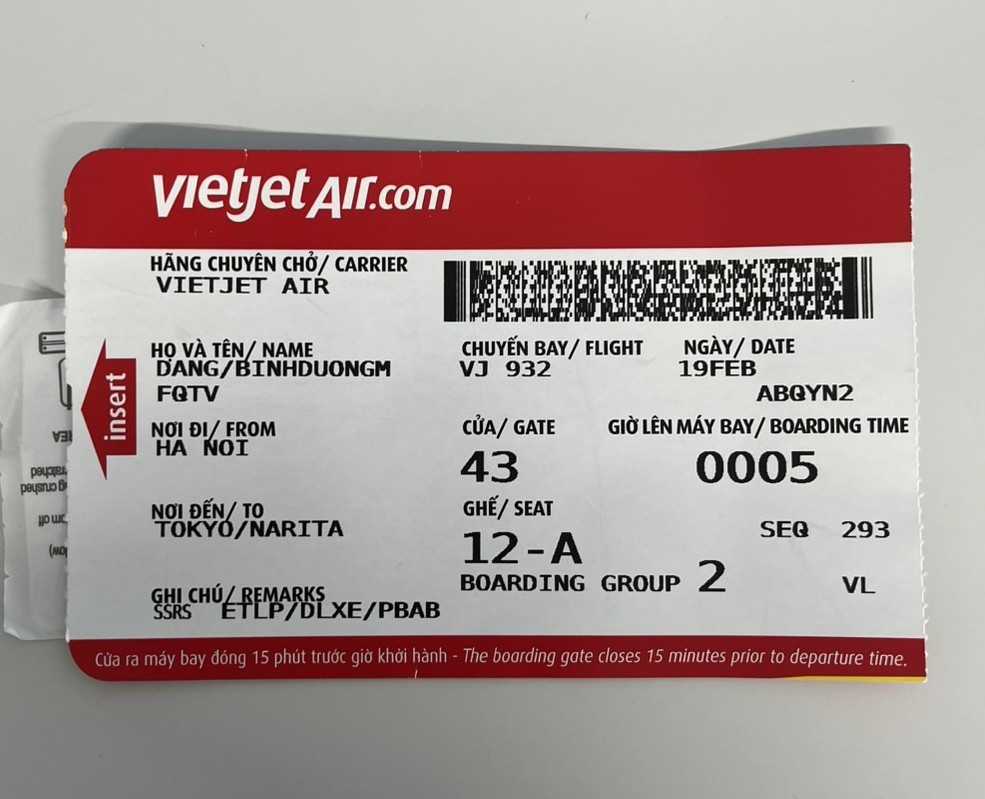 vietjetAir.com
HÃNG CHUYÊN CHỞ/ CARRIER
VIETJET AIR
HỌ VÀ TÊN/ NAME
DANG/BINHDUONGM
FQTV
CHUYẾN BAY/ FLIGHT
VJ 932
NGÀY/ DATE
19FEB
ABQYN2
insert
NƠI ĐI/ FROM
HA NOI
CỬA/ GATE
43
GIỜ LÊN MÁY BAY/ BOARDING TIME
0005
NƠI ĐẾN/ TO
TOKYO/NARITA
GHẾ/ SEAT
12-A
SEQ 293
BOARDING GROUP 2
VL
GHI CHÚ/ REMARKS
SSRS ETLP/DLXE/PBAB
Cửa ra máy bay đóng 15 phút trước giờ khởi hành - The boarding gate closes 15 minutes prior to departure time.